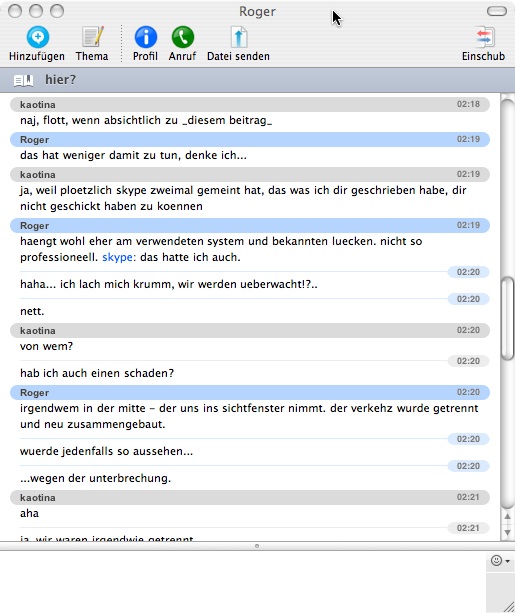 Roger
Hinzufügen Thema Profil Anruf Datei senden Einschub
hier?
kaotina 02:18
naj, flott, wenn absichtlich zu _diesem beitrag_
Roger 02:19
das hat weniger damit zu tun, denke ich...
kaotina 02:19
ja, weil ploetzlich skype zweimal gemeint hat, das was ich dir geschrieben habe, dir
nicht geschickt haben zu koennen
Roger 02:19
haengt wohl eher am verwendeten system und bekannten luecken. nicht so
professioneell. skype: das hatte ich auch.
02:20
haha... ich lach mich krumm, wir werden ueberwacht!?..
02:20
nett.
kaotina 02:20
von wem?
02:20
hab ich auch einen schaden?
Roger 02:20
irgendwem in der mitte – der uns ins sichtfenster nimmt. der verkehz wurde getrennt
und neu zusammengebaut.
02:20
wuerde jedenfalls so aussehen...
02:20
...wegen der unterbrechung.
kaotina 02:21
aha
02:21
ja, wir waren irgendwie getrennt